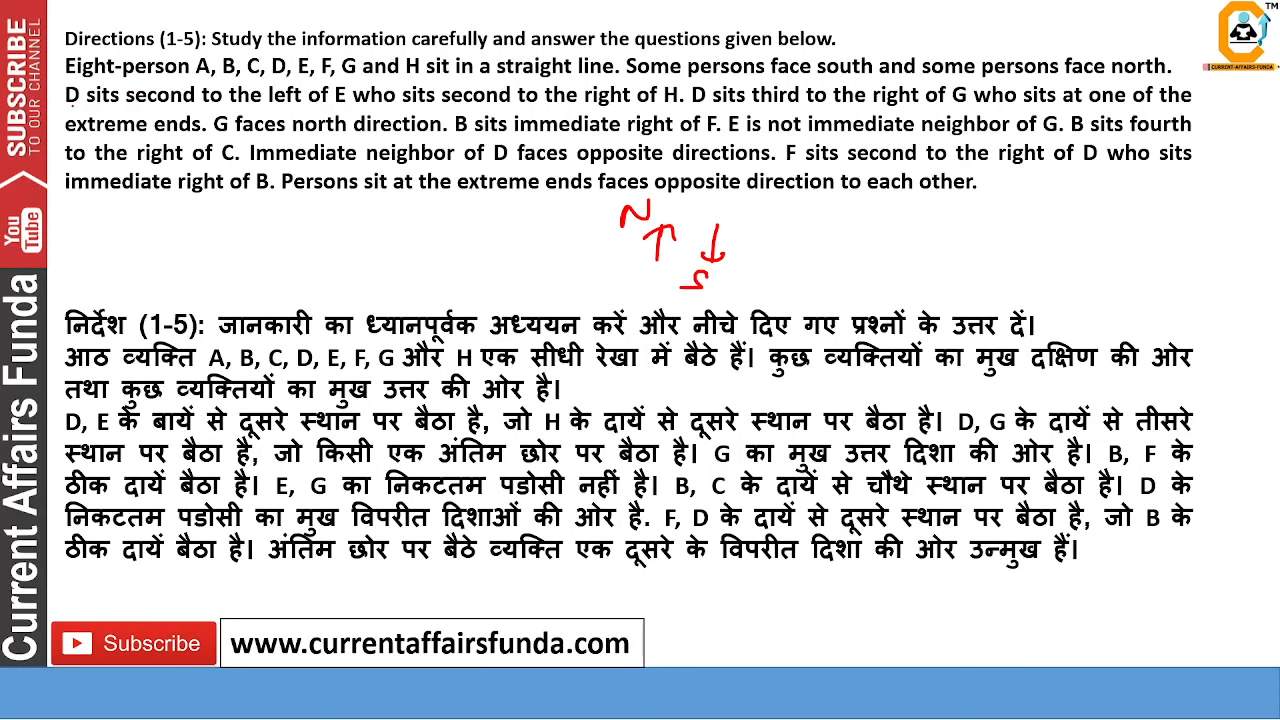 SUBSCRIBE
TO OUR CHANNEL
You Tube
Current Affairs Funda
TM
CURRENT-AFFAIRS-FUNDA
Directions (1-5): Study the information carefully and answer the questions given below.
Eight-person A, B, C, D, E, F, G and H sit in a straight line. Some persons face south and some persons face north.
D sits second to the left of E who sits second to the right of H. D sits third to the right of G who sits at one of the
extreme ends. G faces north direction. B sits immediate right of F. E is not immediate neighbor of G. B sits fourth
to the right of C. Immediate neighbor of D faces opposite directions. F sits second to the right of D who sits
immediate right of B. Persons sit at the extreme ends faces opposite direction to each other.
N
S
निर्देश (1-5): जानकारी का ध्यानपूर्वक अध्ययन करें और नीचे दिए गए प्रश्नों के उत्तर दें।
आठ व्यक्ति A, B, C, D, E, F, G और H एक सीधी रेखा में बैठे हैं। कुछ व्यक्तियों का मुख दक्षिण की ओर
तथा कुछ व्यक्तियों का मुख उत्तर की ओर है।
D, E के बायें से दूसरे स्थान पर बैठा है, जो H के दायें से दूसरे स्थान पर बैठा है। D, G के दायें से तीसरे
स्थान पर बैठा है, जो किसी एक अंतिम छोर पर बैठा है। G का मुख उत्तर दिशा की ओर है। B, F के
ठीक दायें बैठा है। E, G का निकटतम पडोसी नहीं है। B, C के दायें से चौथे स्थान पर बैठा है। D के
निकटतम पडोसी का मुख विपरीत दिशाओं की ओर है. F, D के दायें से दूसरे स्थान पर बैठा है, जो B के
ठीक दायें बैठा है। अंतिम छोर पर बैठे व्यक्ति एक दूसरे के विपरीत दिशा की ओर उन्मुख हैं।
Subscribe
www.currentaffairsfunda.com